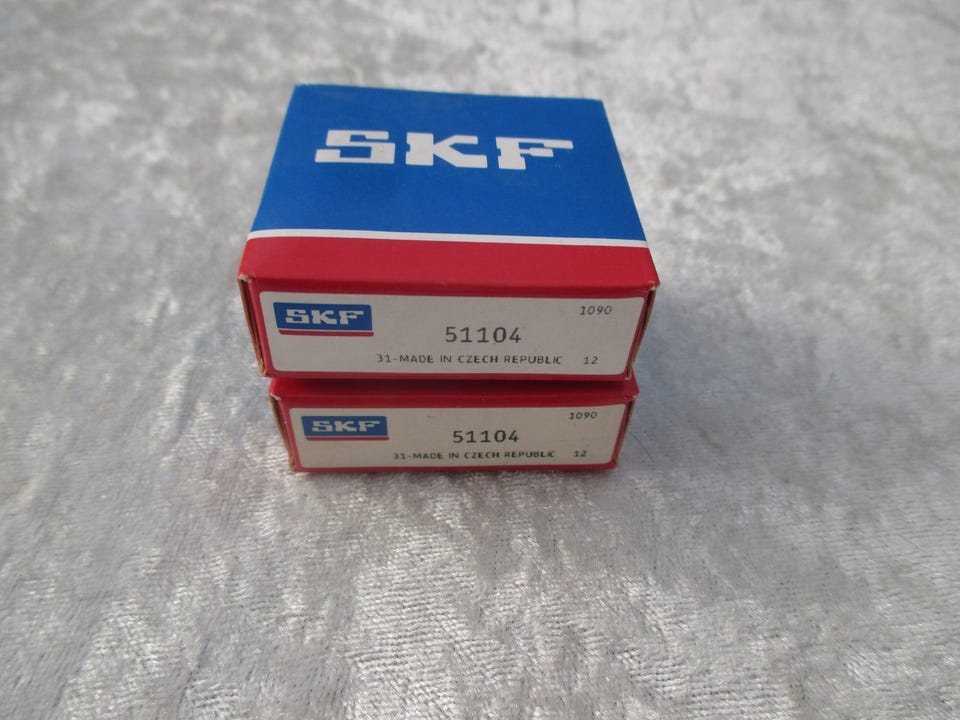 SKF
1090
SKF
51104
31-MADE IN CZECH REPUBLIC 12
1090
SKF
51104
31-MADE IN CZECH REPUBLIC 12